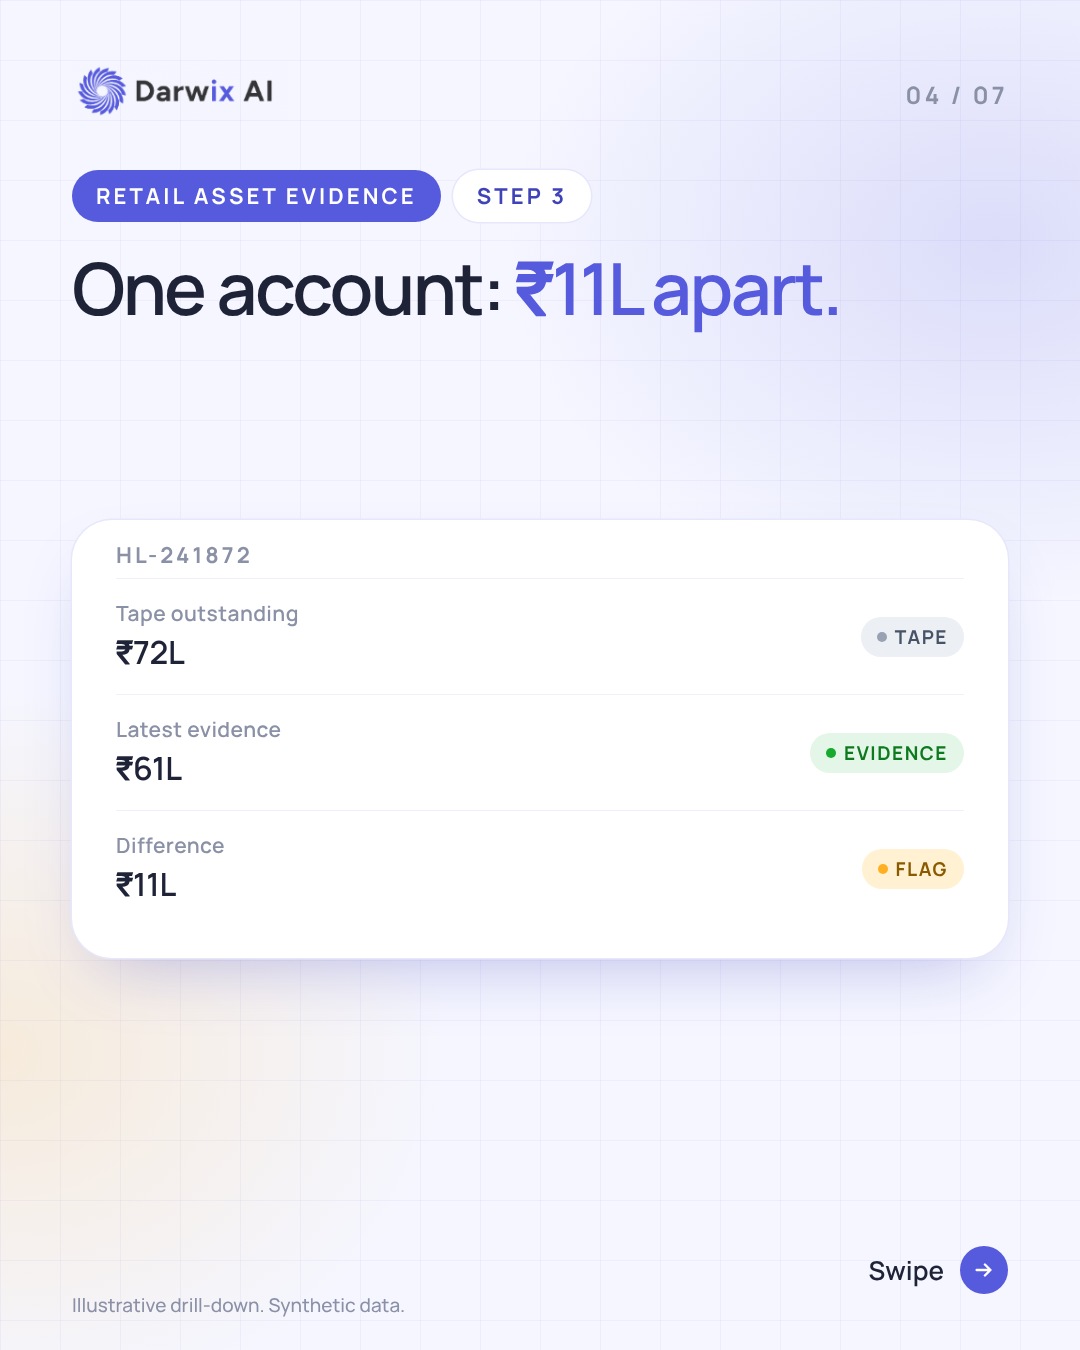 Darwix AI
04 / 07
RETAIL ASSET EVIDENCE
STEP 3
One account: ₹11L apart.
HL-241872
Tape outstanding
₹72L
TAPE
Latest evidence
₹61L
EVIDENCE
Difference
₹11L
FLAG
Swipe
Illustrative drill-down. Synthetic data.